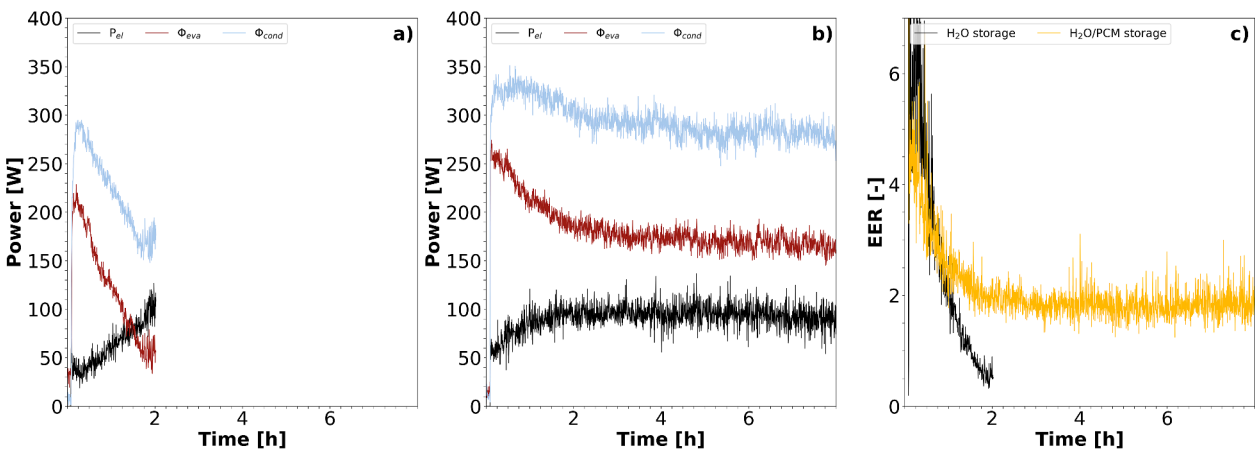 P_el Φ_eva Φ_cond a)
400
350
300
250
200
150
100
50
0
Power [W]
2 4 6
Time [h]
P_el Φ_eva Φ_cond b)
400
350
300
250
200
150
100
50
0
Power [W]
2 4 6
Time [h]
H₂O storage H₂O/PCM storage c)
6
4
2
0
EER [-]
2 4 6
Time [h]